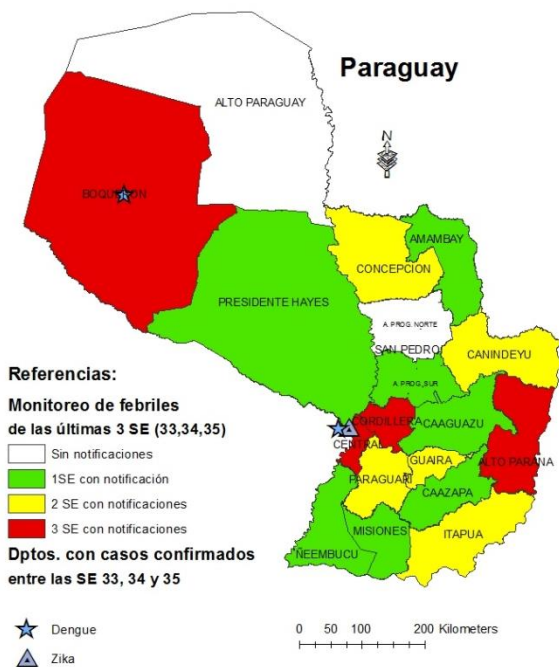 Paraguay
N
ALTO PARAGUAY
BOQUERON
AMAMBAY
CONCEPCION
PRESIDENTE HAYES
A. PROG. NORTE
SAN PEDRO
CANINDEYU
A. PROG. SUR
CORDILLERA
CAAGUAZU
CENTRAL
ALTO PARANA
GUAIRA
PARAGUARI
CAAZAPA
MISIONES
ITAPUA
ÑEEMBUCU
Referencias:
Monitoreo de febriles
de las últimas 3 SE (33,34,35)
Sin notificaciones
1SE con notificación
2 SE con notificaciones
3 SE con notificaciones
Dptos. con casos confirmados
entre las SE 33, 34 y 35
Dengue
Zika
0 50 100 200 Kilometers